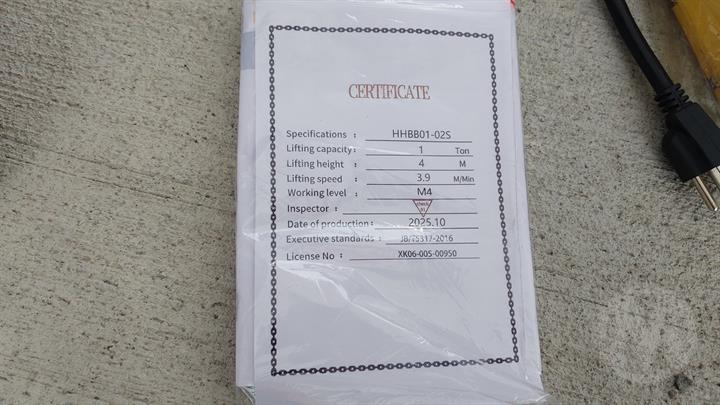 CERTIFICATE
Specifications : HHBB01-02S
Lifting capacity: 1 Ton
Lifting height : 4 M
Lifting speed : 3.9 M/Min
Working level : M4
Inspector : check
Date of production: 2025.10
Executive standards : JB/T5317-2016
License No : XK06-005-00950